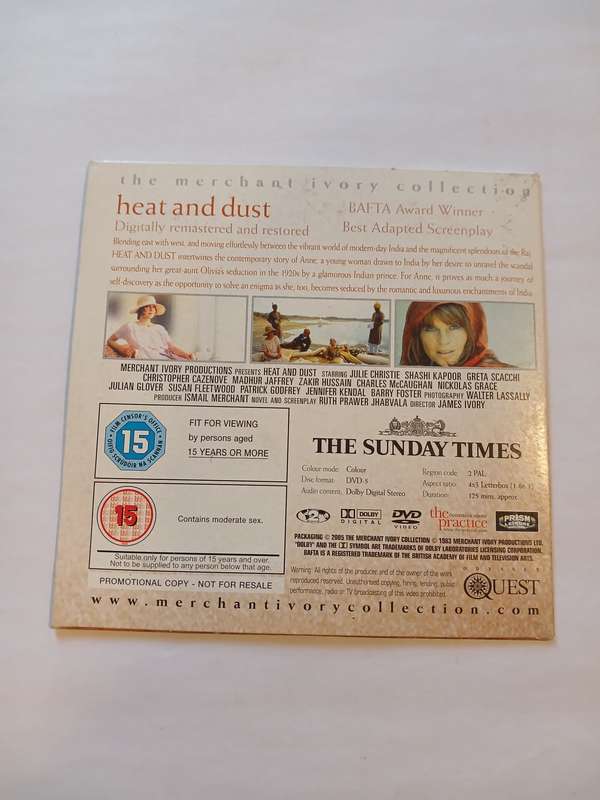 the merchant ivory collection
heat and dust
BAFTA Award Winner
Digitally remastered and restored
Best Adapted Screenplay
Blending east with west, and moving effortlessly between the vibrant world of modern-day India and the magnificent splendours of the Raj
HEAT AND DUST intertwines the contemporary story of Anne, a young woman drawn to India by her desire to unravel the scandal
surrounding her great-aunt Olivia's seduction in the 1920s by a glamorous Indian prince. For Anne, it proves as much a journey of
self-discovery as the opportunity to solve an enigma as she, too, becomes seduced by the romantic and luxurious enchantments of India
MERCHANT IVORY PRODUCTIONS PRESENTS HEAT AND DUST STARRING JULIE CHRISTIE SHASHI KAPOOR GRETA SCACCHI
CHRISTOPHER CAZENOVE MADHUR JAFFREY ZAKIR HUSSAIN CHARLES McCAUGHAN NICKOLAS GRACE
JULIAN GLOVER SUSAN FLEETWOOD PATRICK GODFREY JENNIFER KENDAL BARRY FOSTER PHOTOGRAPHY WALTER LASSALLY
PRODUCER ISMAIL MERCHANT NOVEL AND SCREENPLAY RUTH PRAWER JHABVALA DIRECTOR JAMES IVORY
FILM CENSOR'S OFFICE
15
OIFIG SCRÚDÓIR NA SCANNÁN
FIT FOR VIEWING
by persons aged
15 YEARS OR MORE
15
Contains moderate sex.
Suitable only for persons of 15 years and over.
Not to be supplied to any person below that age.
PROMOTIONAL COPY - NOT FOR RESALE
THE SUNDAY TIMES
Colour mode: Colour
Region code: 2 PAL
Disc format: DVD-5
Aspect ratio: 4x3 Letterbox (1.66:1)
Audio content: Dolby Digital Stereo
Duration: 125 mins. approx
DOLBY
DIGITAL
DVD
VIDEO
the practice
PRISM
LEISURE
PACKAGING © 2005 THE MERCHANT IVORY COLLECTION © 1983 MERCHANT IVORY PRODUCTIONS LTD.
'DOLBY' AND THE SYMBOL ARE TRADEMARKS OF DOLBY LABORATORIES LICENSING CORPORATION.
BAFTA IS A REGISTERED TRADEMARK OF THE BRITISH ACADEMY OF FILM AND TELEVISION ARTS.
Warning: All rights of the producer and of the owner of the work
reproduced reserved. Unauthorised copying, hiring, lending, public
performance, radio or TV broadcasting of this video prohibited.
ODYSSEY
QUEST
www.merchantivorycollection.com